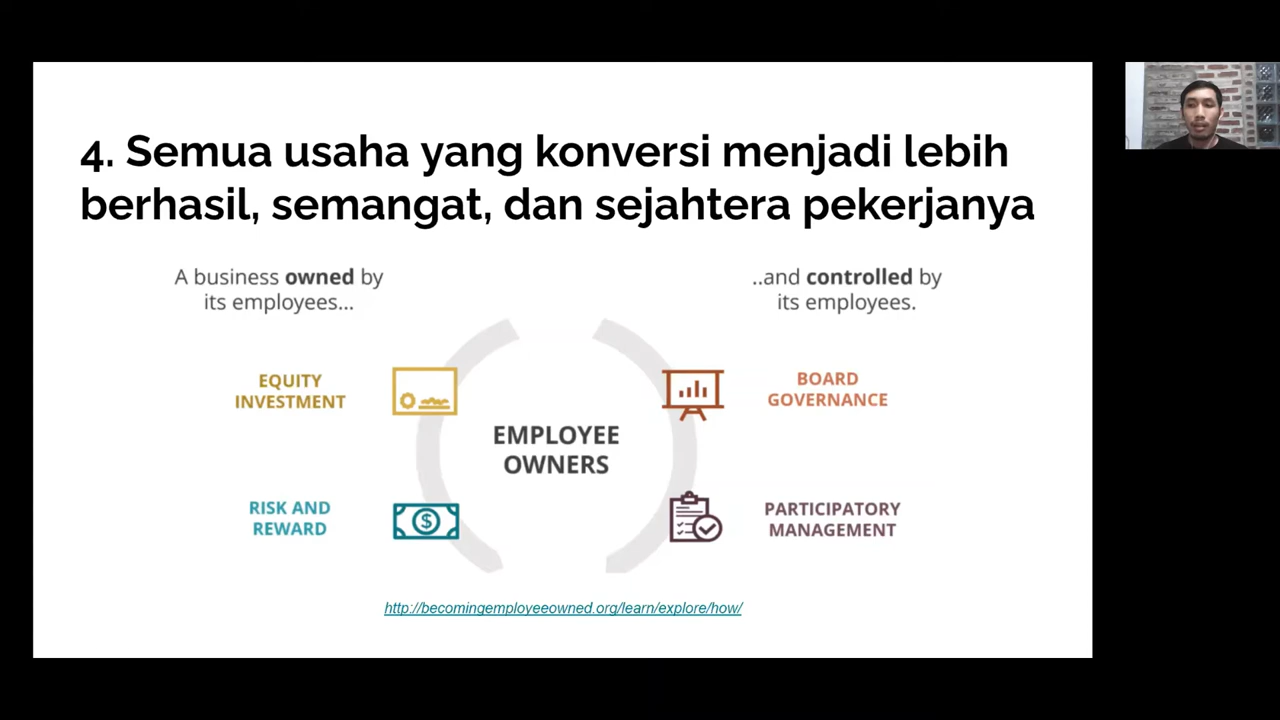 4. Semua usaha yang konversi menjadi lebih
berhasil, semangat, dan sejahtera pekerjanya
A business owned by
its employees...
..and controlled by
its employees.
EQUITY
INVESTMENT
BOARD
GOVERNANCE
EMPLOYEE
OWNERS
RISK AND
REWARD
$
PARTICIPATORY
MANAGEMENT
http://becomingemployeeowned.org/learn/explore/how/